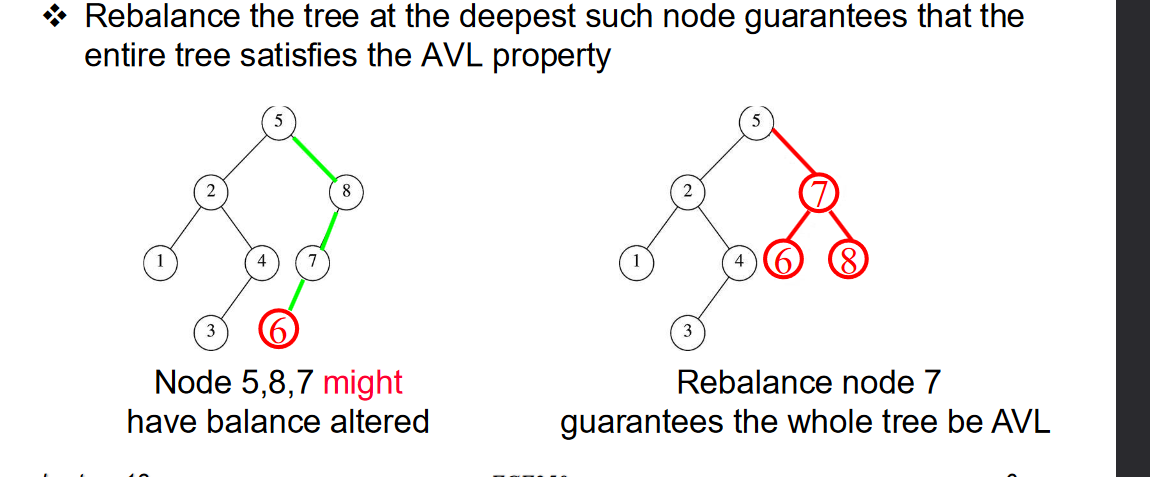 ❖ Rebalance the tree at the deepest such node guarantees that the
entire tree satisfies the AVL property
5
2
8
1
4
7
3
6
5
2
7
1
4
6
8
3
Node 5,8,7 might
have balance altered
Rebalance node 7
guarantees the whole tree be AVL